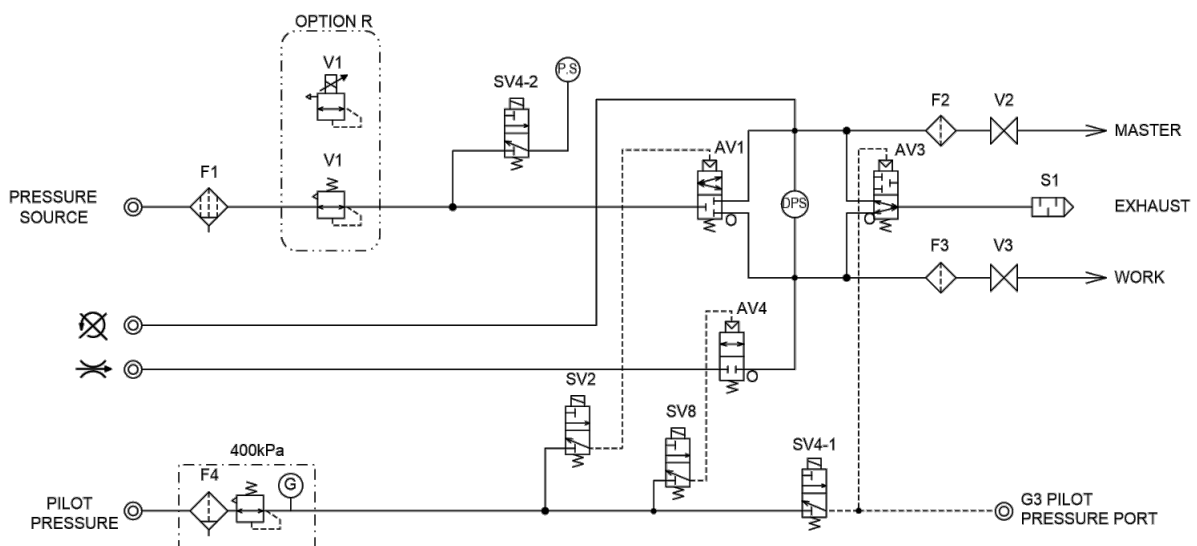 OPTION R
V1
P.S
SV4-2
F2
V2
MASTER
V1
AV1
AV3
F1
S1
PRESSURE
SOURCE
DPS
EXHAUST
F3
V3
WORK
AV4
SV2
SV8
SV4-1
400kPa
F4
G
PILOT
PRESSURE
G3 PILOT
PRESSURE PORT